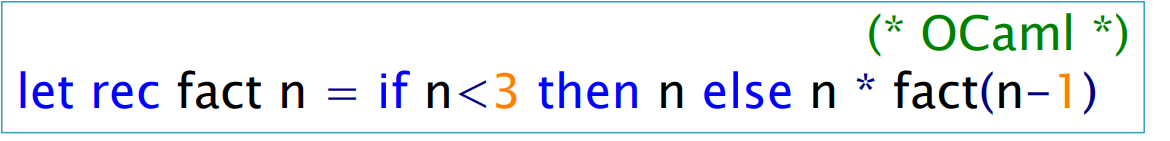 (* OCaml *)
let rec fact n = if n<3 then n else n * fact(n-1)